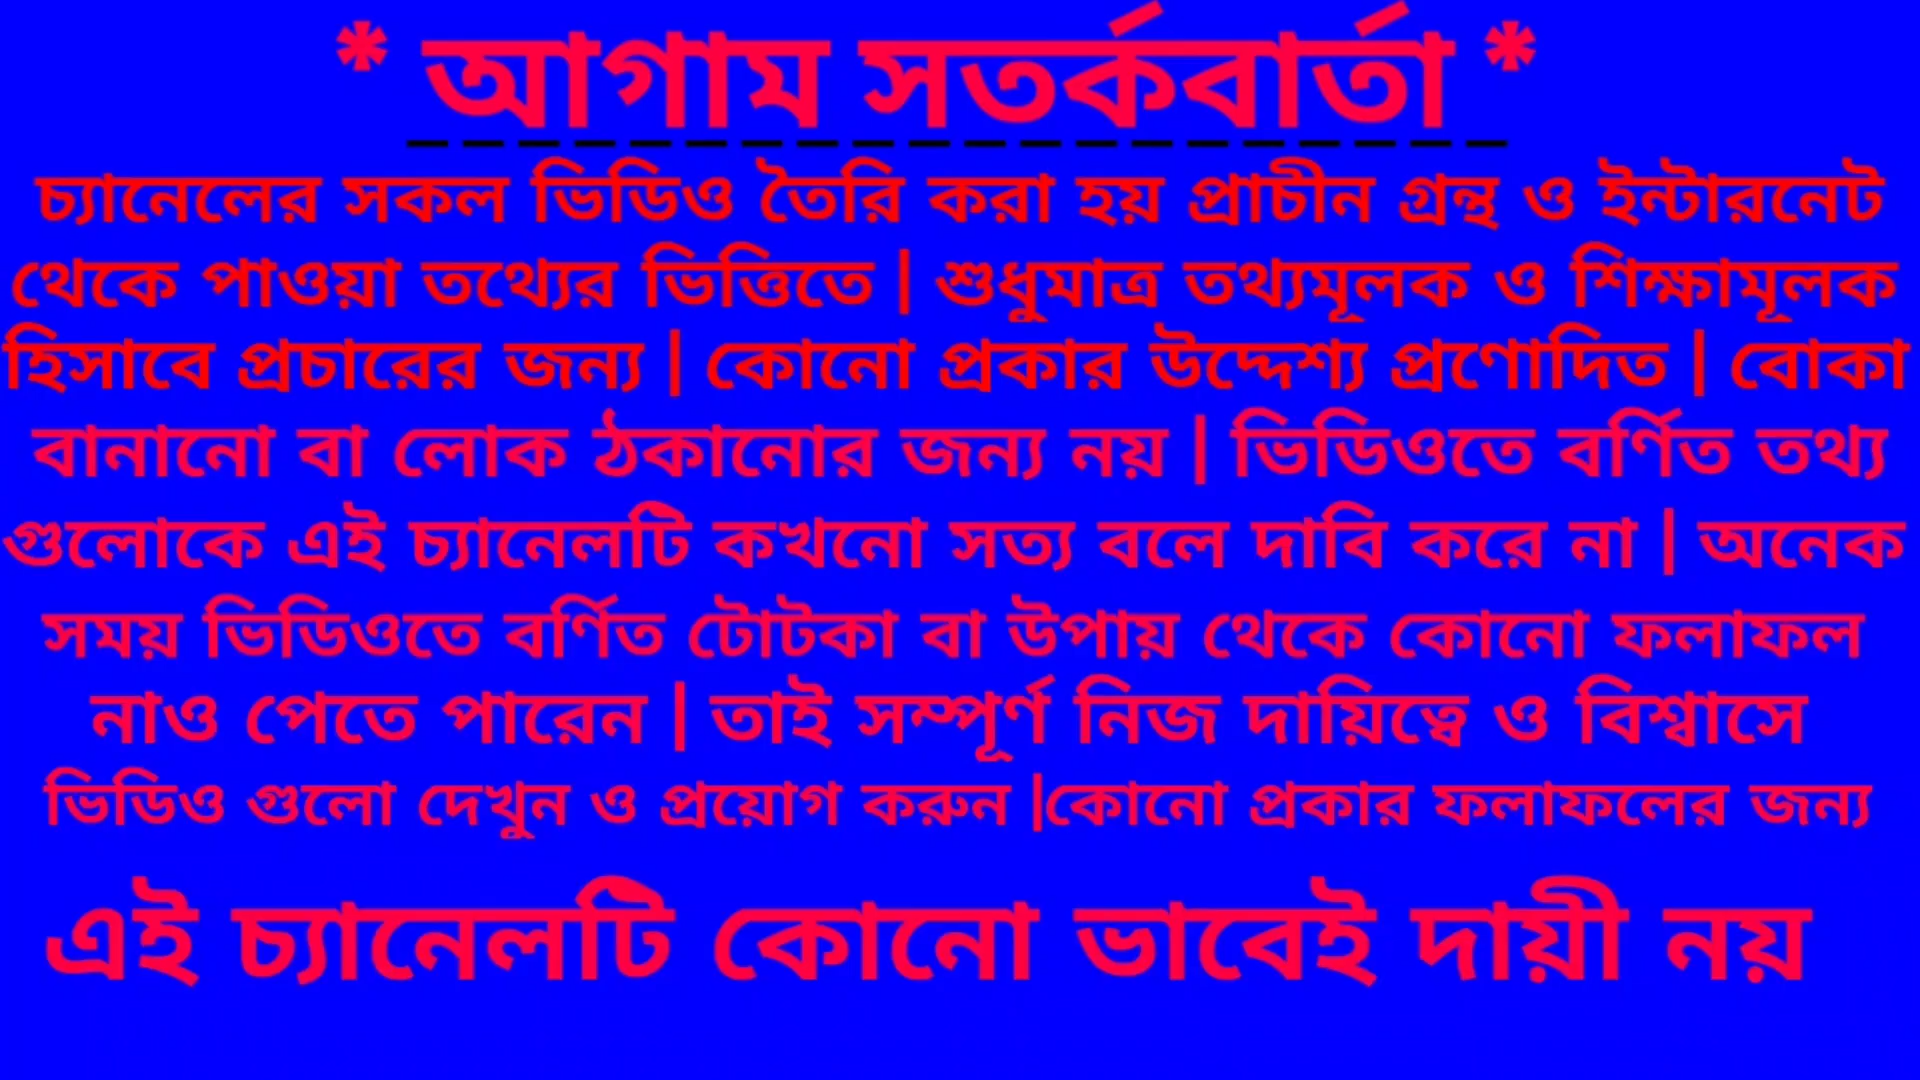 * আগাম সতর্কবার্তা *
চ্যানেলের সকল ভিডিও তৈরি করা হয় প্রাচীন গ্রন্থ ও ইন্টারনেট
থেকে পাওয়া তথ্যের ভিত্তিতে | শুধুমাত্র তথ্যমূলক ও শিক্ষামূলক
হিসাবে প্রচারের জন্য | কোনো প্রকার উদ্দেশ্য প্রণোদিত | বোকা
বানানো বা লোক ঠকানোর জন্য নয় | ভিডিওতে বর্ণিত তথ্য
গুলোকে এই চ্যানেলটি কখনো সত্য বলে দাবি করে না | অনেক
সময় ভিডিওতে বর্ণিত টোটকা বা উপায় থেকে কোনো ফলাফল
নাও পেতে পারেন | তাই সম্পূর্ণ নিজ দায়িত্বে ও বিশ্বাসে
ভিডিও গুলো দেখুন ও প্রয়োগ করুন |কোনো প্রকার ফলাফলের জন্য
এই চ্যানেলটি কোনো ভাবেই দায়ী নয়